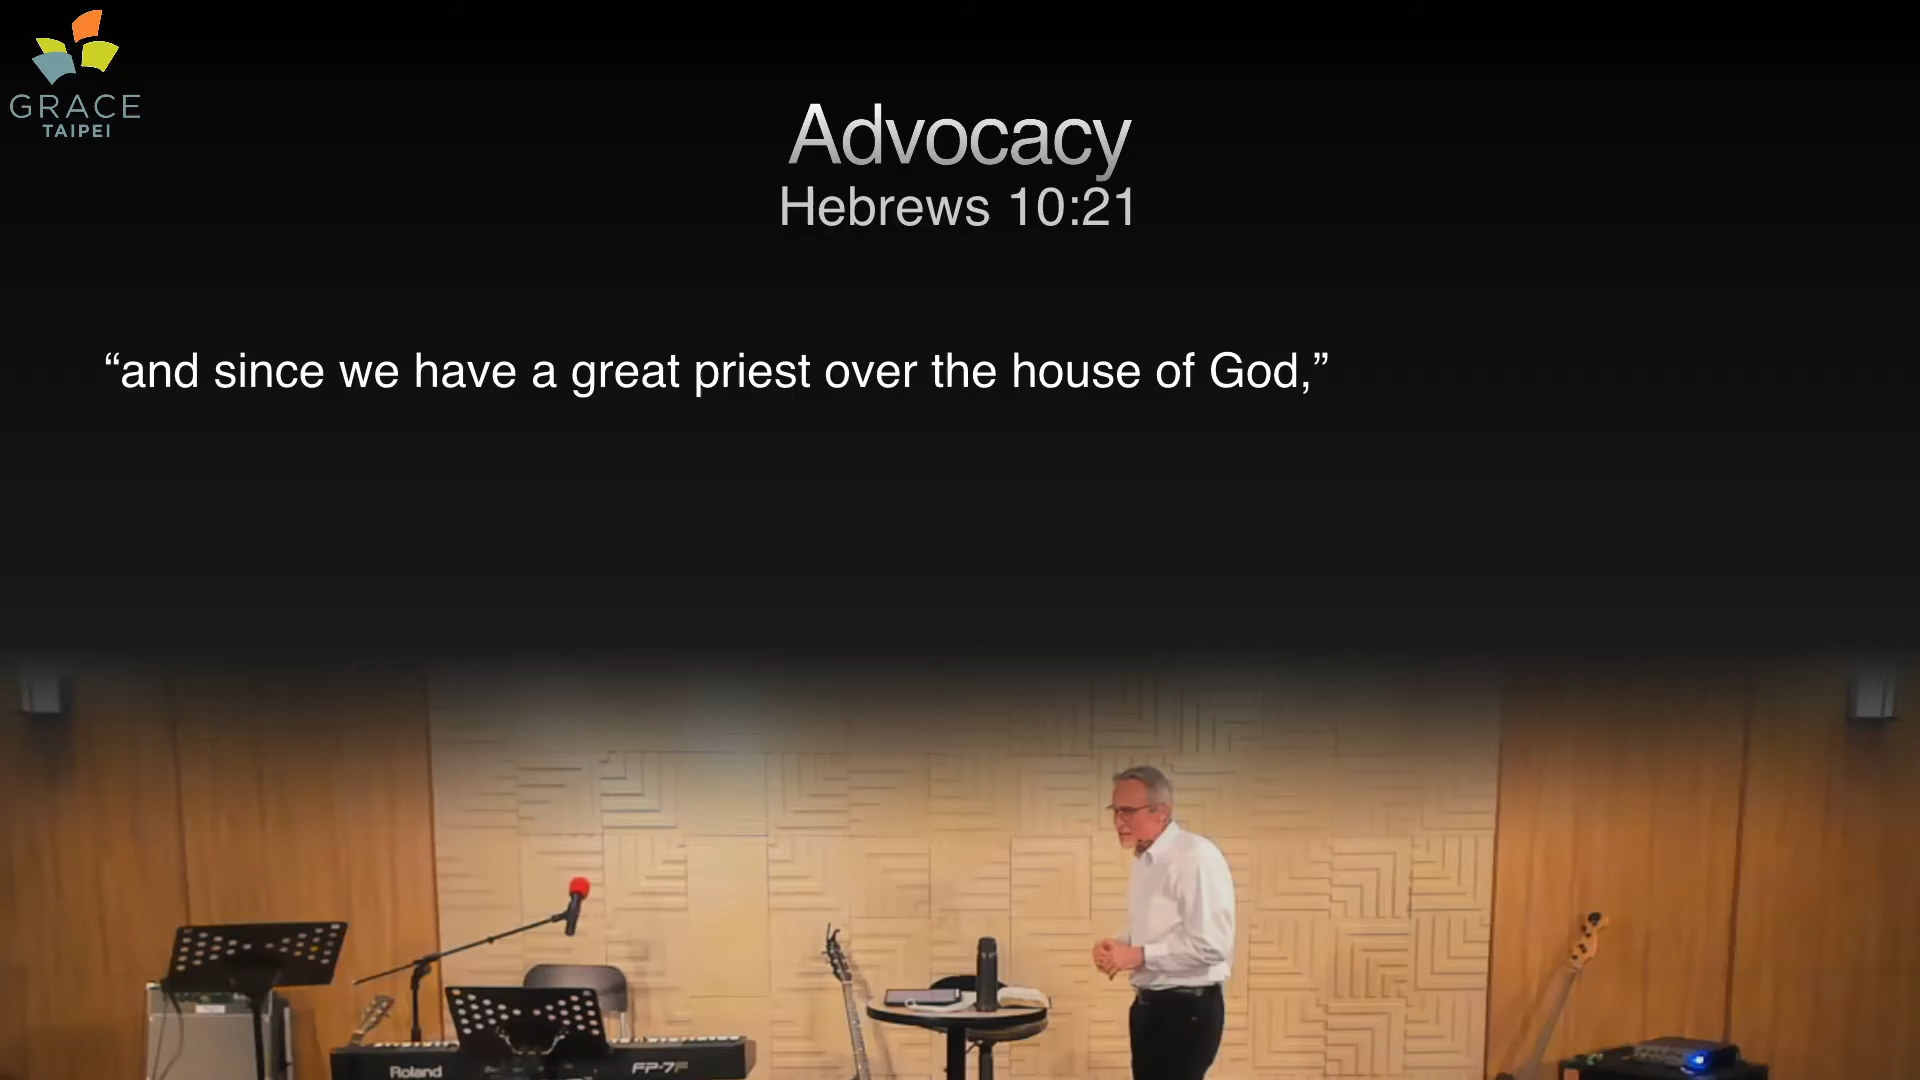 GRACE
TAIPEI
Advocacy
Hebrews 10:21
“and since we have a great priest over the house of God,”
Roland
FP-7F